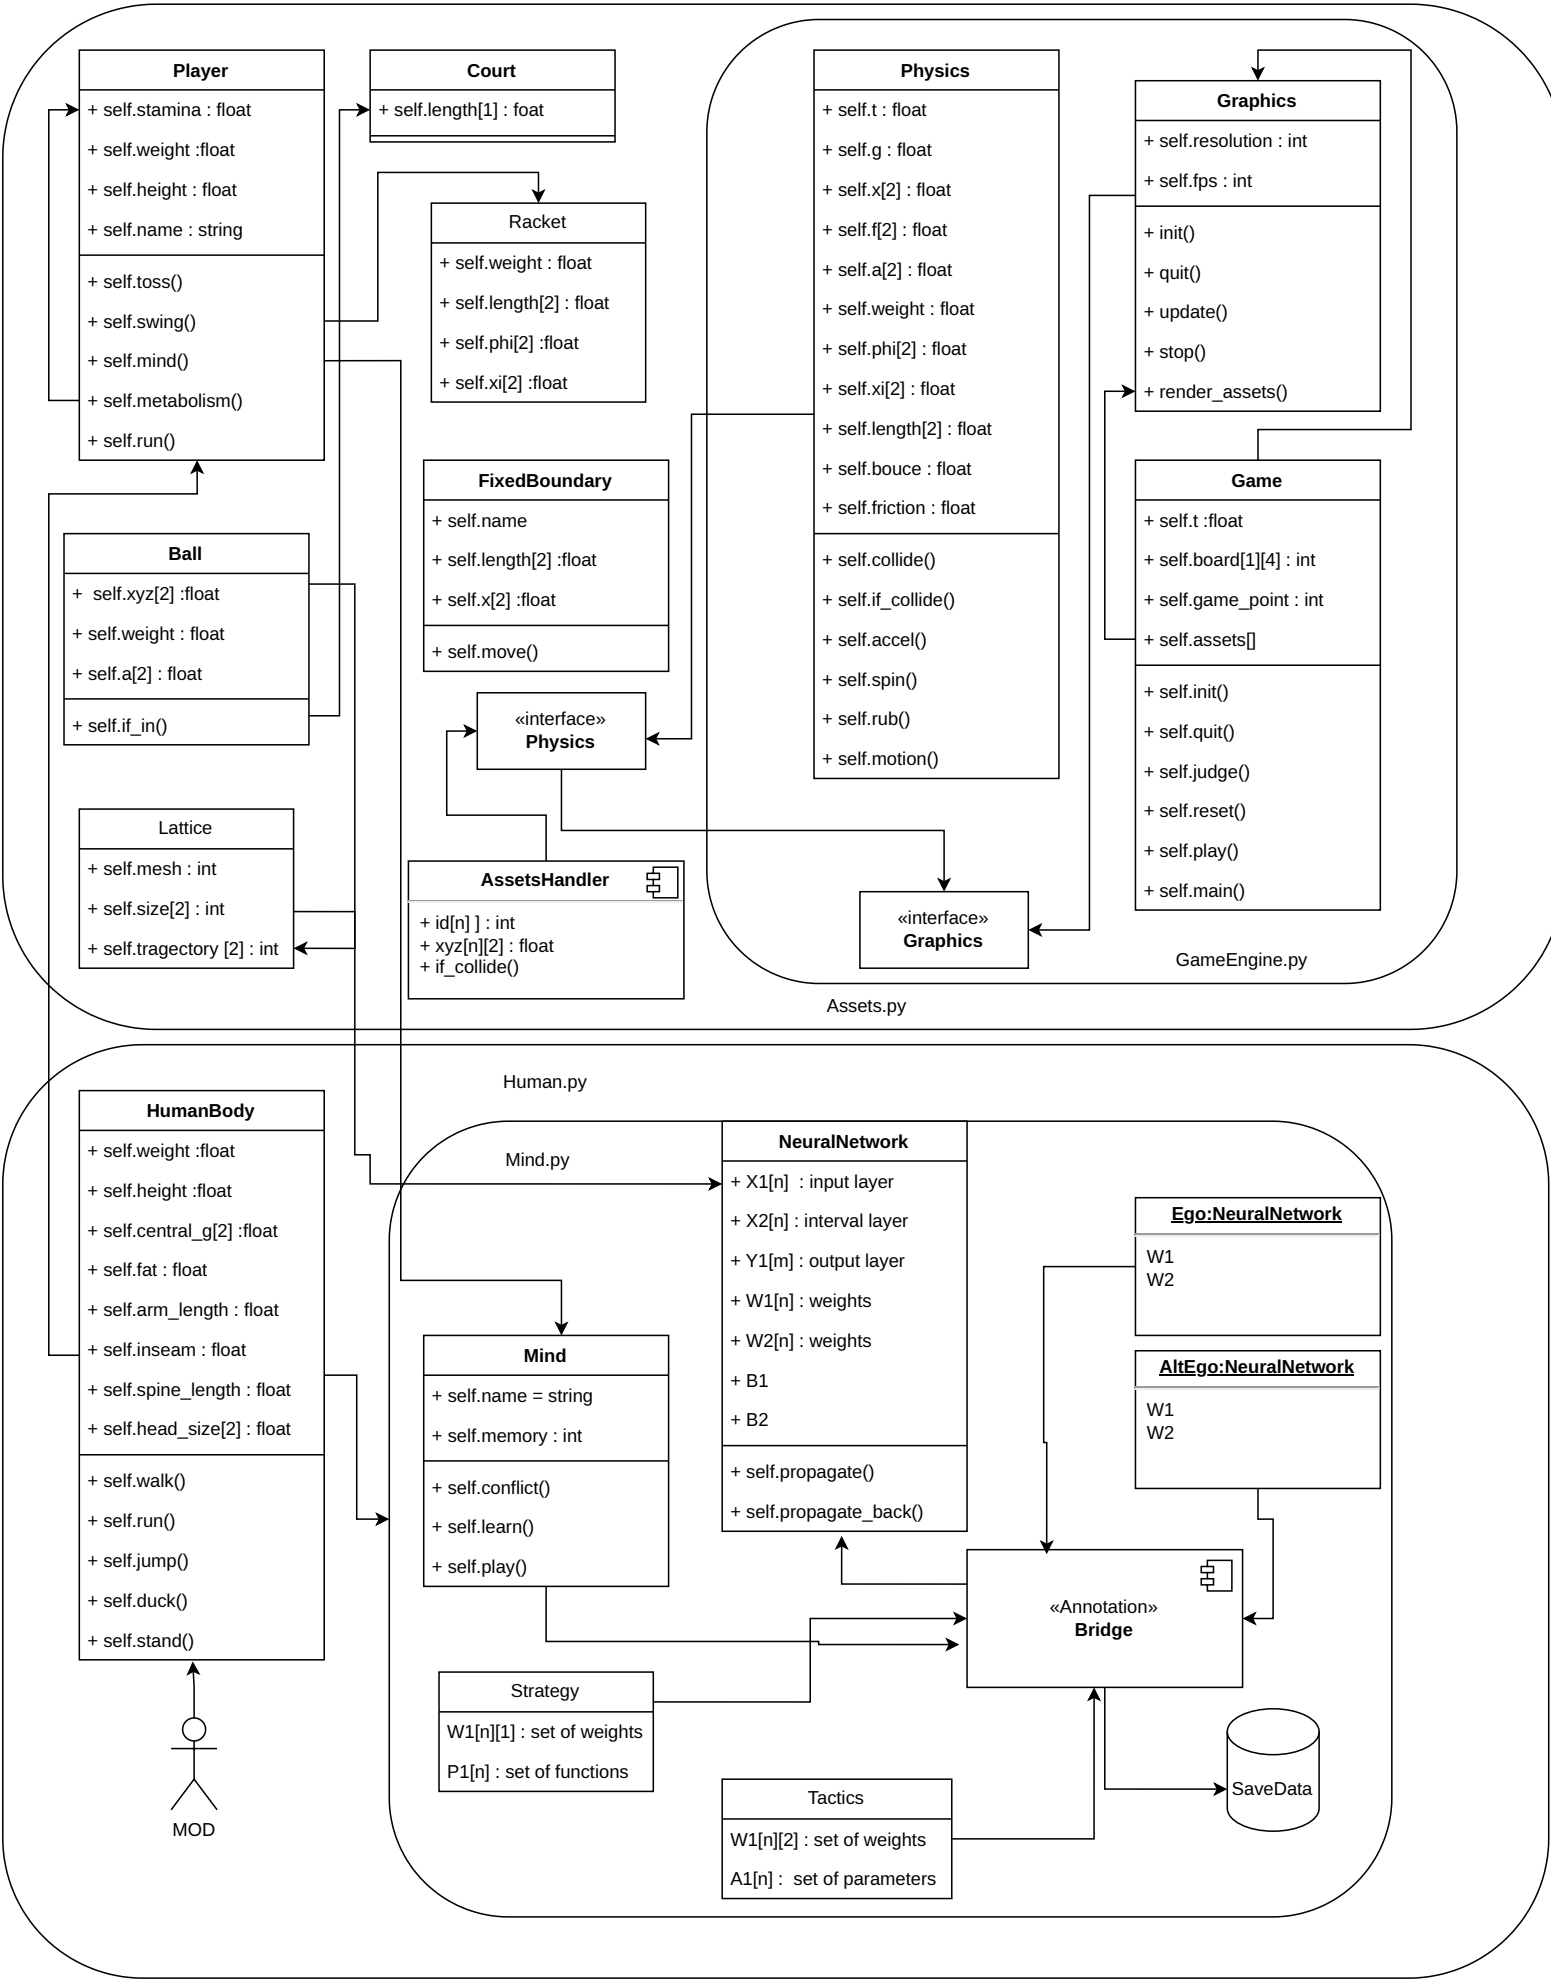 Player
+ self.stamina : float
+ self.weight :float
+ self.height : float
+ self.name : string
+ self.toss()
+ self.swing()
+ self.mind()
+ self.metabolism()
+ self.run()
Court
+ self.length[1] : foat
Racket
+ self.weight : float
+ self.length[2] : float
+ self.phi[2] :float
+ self.xi[2] :float
FixedBoundary
+ self.name
+ self.length[2] :float
+ self.x[2] :float
+ self.move()
Ball
+  self.xyz[2] :float
+ self.weight : float
+ self.a[2] : float
+ self.if_in()
«interface»
Physics
Lattice
+ self.mesh : int
+ self.size[2] : int
+ self.tragectory [2] : int
AssetsHandler
+ id[n] ] : int
+ xyz[n][2] : float
+ if_collide()
Physics
+ self.t : float
+ self.g : float
+ self.x[2] : float
+ self.f[2] : float
+ self.a[2] : float
+ self.weight : float
+ self.phi[2] : float
+ self.xi[2] : float
+ self.length[2] : float
+ self.bouce : float
+ self.friction : float
+ self.collide()
+ self.if_collide()
+ self.accel()
+ self.spin()
+ self.rub()
+ self.motion()
Graphics
+ self.resolution : int
+ self.fps : int
+ init()
+ quit()
+ update()
+ stop()
+ render_assets()
Game
+ self.t :float
+ self.board[1][4] : int
+ self.game_point : int
+ self.assets[]
+ self.init()
+ self.quit()
+ self.judge()
+ self.reset()
+ self.play()
+ self.main()
«interface»
Graphics
GameEngine.py
Assets.py
Human.py
HumanBody
+ self.weight :float
+ self.height :float
+ self.central_g[2] :float
+ self.fat : float
+ self.arm_length : float
+ self.inseam : float
+ self.spine_length : float
+ self.head_size[2] : float
+ self.walk()
+ self.run()
+ self.jump()
+ self.duck()
+ self.stand()
MOD
Mind.py
NeuralNetwork
+ X1[n]  : input layer
+ X2[n] : interval layer
+ Y1[m] : output layer
+ W1[n] : weights
+ W2[n] : weights
+ B1
+ B2
+ self.propagate()
+ self.propagate_back()
Ego:NeuralNetwork
W1
W2
AltEgo:NeuralNetwork
W1
W2
Mind
+ self.name = string
+ self.memory : int
+ self.conflict()
+ self.learn()
+ self.play()
«Annotation»
Bridge
Strategy
W1[n][1] : set of weights
P1[n] : set of functions
Tactics
W1[n][2] : set of weights
A1[n] :  set of parameters
SaveData